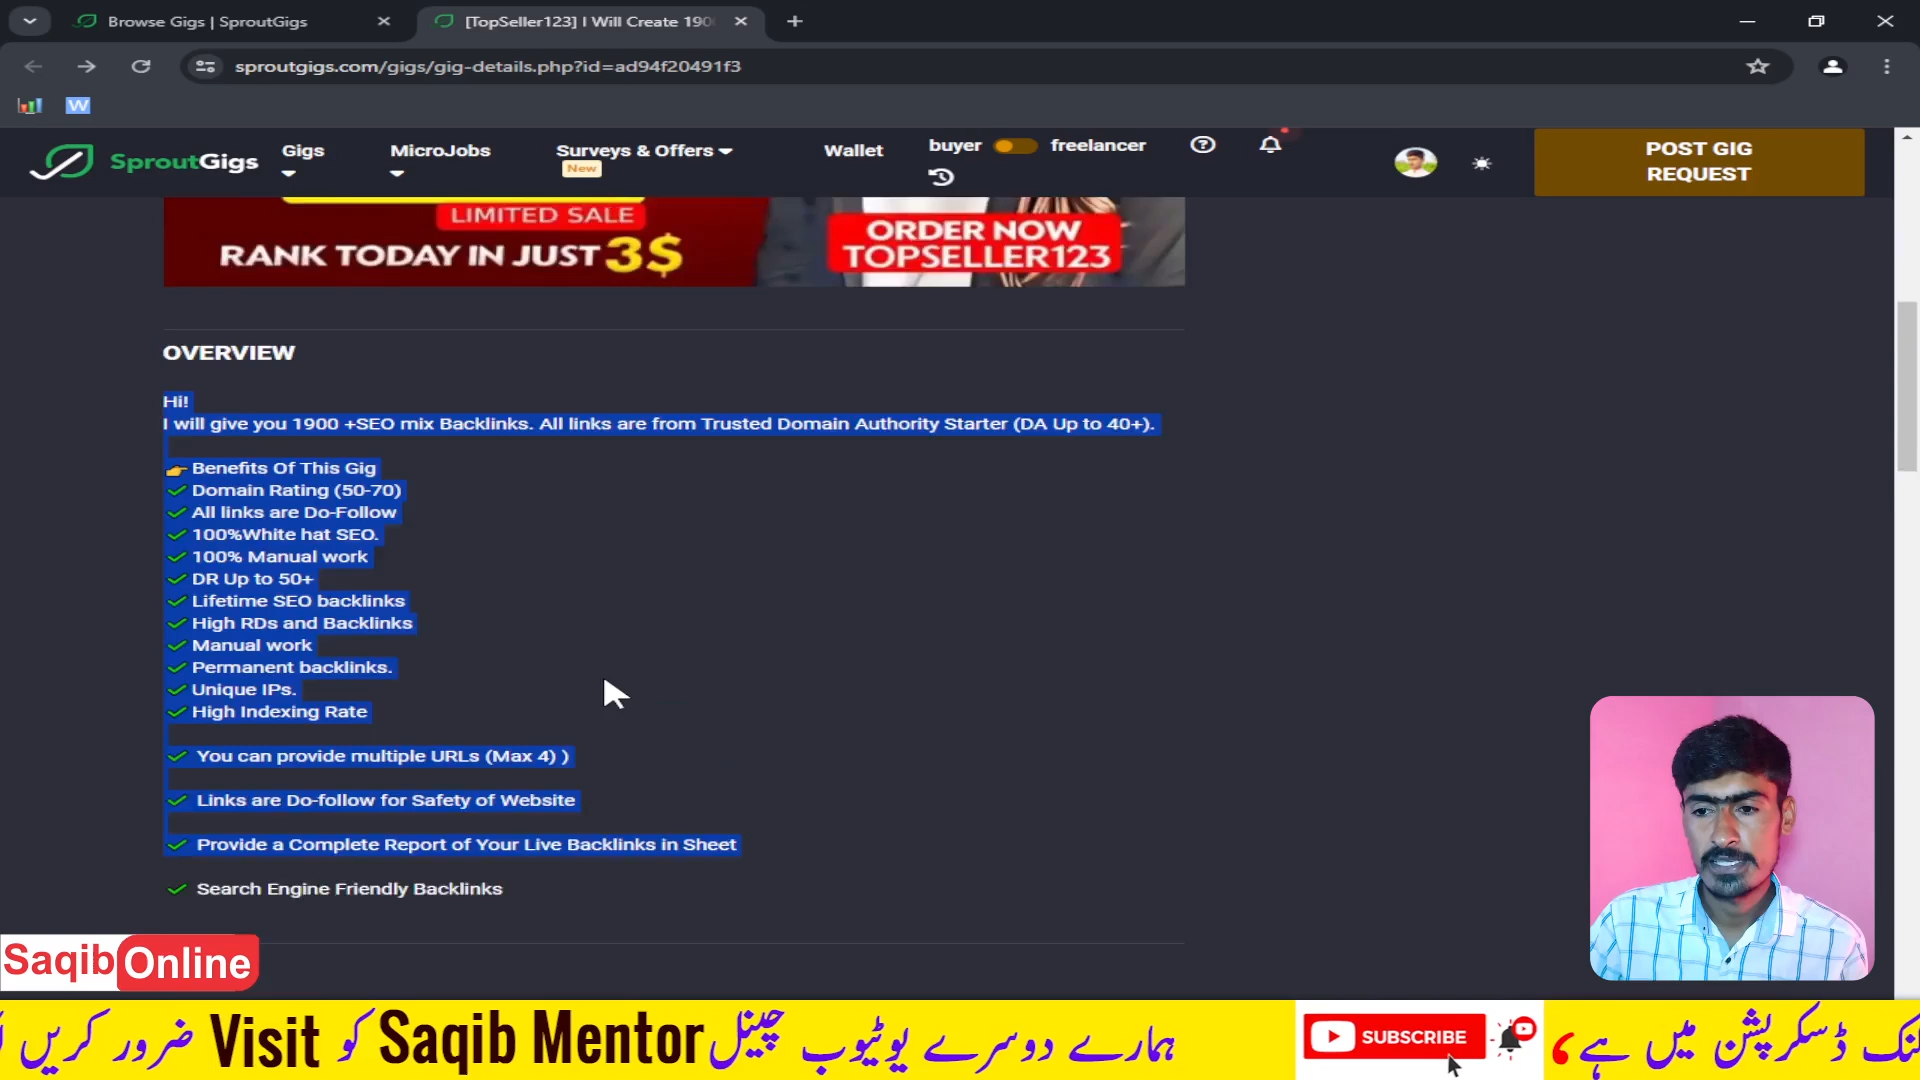 Browse Gigs | SproutGigs
[TopSeller123] I Will Create 190
sproutgigs.com/gigs/gig-details.php?id=ad94f20491f3
W
SproutGigs
Gigs
MicroJobs
Surveys & Offers
New
Wallet
buyer
freelancer
POST GIG
REQUEST
LIMITED SALE
RANK TODAY IN JUST 3$
ORDER NOW
TOPSELLER123
OVERVIEW
Hi!
I will give you 1900 +SEO mix Backlinks. All links are from Trusted Domain Authority Starter (DA Up to 40+).
👉 Benefits Of This Gig
✔ Domain Rating (50-70)
✔ All links are Do-Follow
✔ 100%White hat SEO.
✔ 100% Manual work
✔ DR Up to 50+
✔ Lifetime SEO backlinks
✔ High RDs and Backlinks
✔ Manual work
✔ Permanent backlinks.
✔ Unique IPs.
✔ High Indexing Rate
✔ You can provide multiple URLs (Max 4) )
✔ Links are Do-follow for Safety of Website
✔ Provide a Complete Report of Your Live Backlinks in Sheet
✔ Search Engine Friendly Backlinks
Saqib Online
ہمارے دوسرے یوٹیوب چینل Saqib Mentor کو Visit ضرور کریں
SUBSCRIBE
ڈسکرپشن میں ہے،